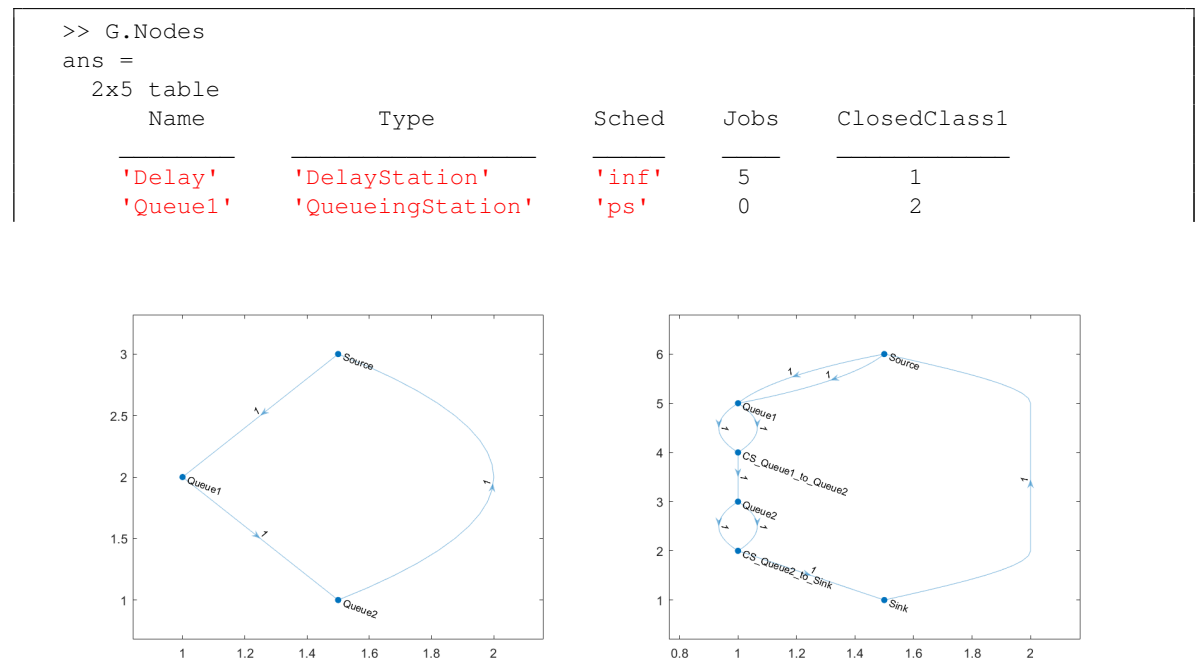 >> G.Nodes
ans =
2x5 table
Name Type Sched Jobs ClosedClass1
'Delay' 'DelayStation' 'inf' 5 1
'Queue1' 'QueueingStation' 'ps' 0 2
3
2.5
2
1.5
1
1 1.2 1.4 1.6 1.8 2
Source
1
Queue1
1
1
Queue2
6
5
4
3
2
1
0.8 1 1.2 1.4 1.6 1.8 2
Source
1 1
Queue1
1 1
CS_Queue1_to_Queue2
1
1
Queue2
1 1
CS_Queue2_to_Sink
1
Sink